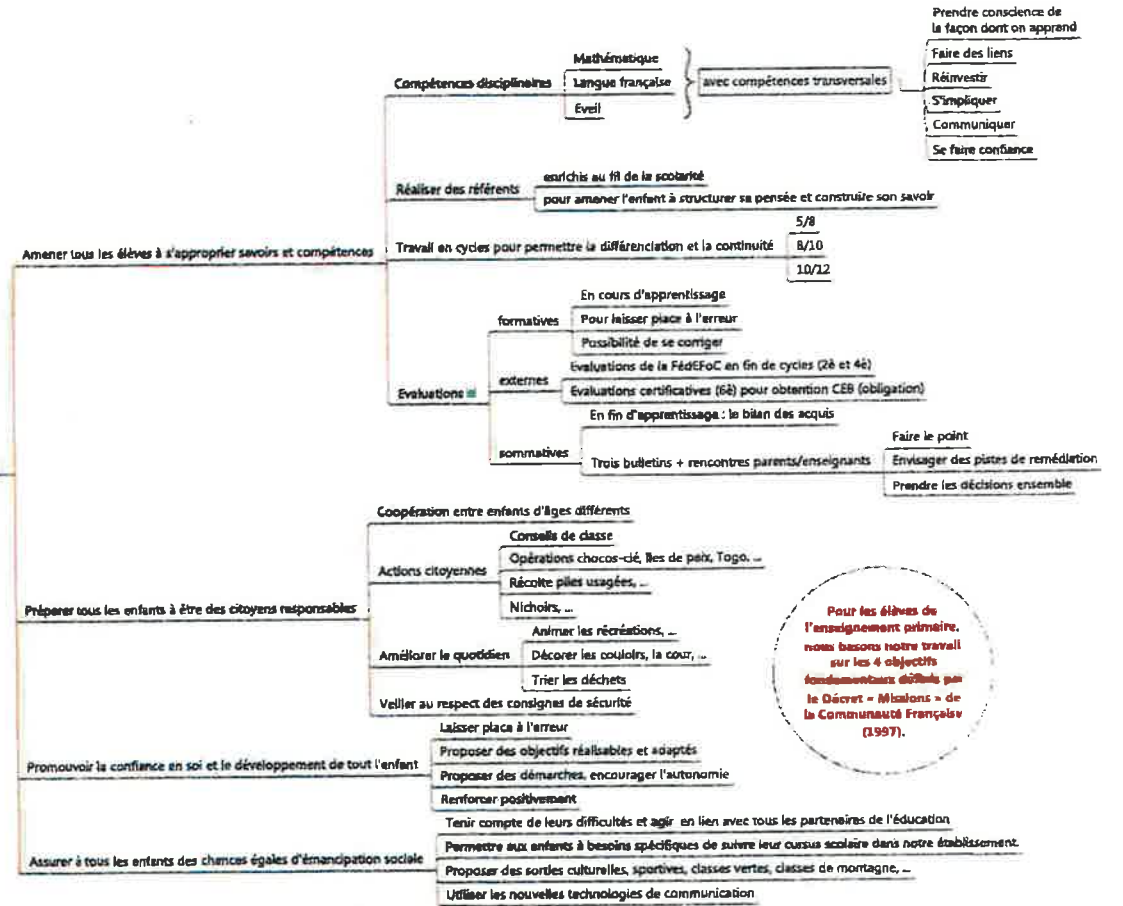 Amener tous les élèves à s'approprier savoirs et compétences
Compétences disciplinaires
Mathématique
Langue française
Eveil
avec compétences transversales
Prendre conscience de
la façon dont on apprend
Faire des liens
Réinvestir
S'impliquer
Communiquer
Se faire confiance
Réaliser des référents
enrichis au fil de la scolarité
pour amener l'enfant à structurer sa pensée et construire son savoir
Travail en cycles pour permettre la différenciation et la continuité
5/8
8/10
10/12
Evaluations
formatives
En cours d'apprentissage
Pour laisser place à l'erreur
Possibilité de se corriger
externes
Evaluations de la FédEFoC en fin de cycles (2è et 4è)
Evaluations certificatives (6è) pour obtention CEB (obligation)
sommatives
En fin d'apprentissage : le bilan des acquis
Trois bulletins + rencontres parents/enseignants
Faire le point
Envisager des pistes de remédiation
Prendre les décisions ensemble
Préparer tous les enfants à être des citoyens responsables
Coopération entre enfants d'âges différents
Actions citoyennes
Conseils de classe
Opérations chocos-clé, îles de paix, Togo, ...
Récolte piles usagées, ...
Nichoirs, ...
Améliorer le quotidien
Animer les récréations, ...
Décorer les couloirs, la cour, ...
Trier les déchets
Veiller au respect des consignes de sécurité
Promouvoir la confiance en soi et le développement de tout l'enfant
Laisser place à l'erreur
Proposer des objectifs réalisables et adaptés
Proposer des démarches, encourager l'autonomie
Renforcer positivement
Assurer à tous les enfants des chances égales d'émancipation sociale
Tenir compte de leurs difficultés et agir en lien avec tous les partenaires de l'éducation
Permettre aux enfants à besoins spécifiques de suivre leur cursus scolaire dans notre établissement
Proposer des sorties culturelles, sportives, classes vertes, classes de montagne, ...
Utiliser les nouvelles technologies de communication
Pour les élèves de
l'enseignement primaire,
nous basons notre travail
sur les 4 objectifs
fondamentaux définis par
le Décret « Missions » de
la Communauté Française
(1997).